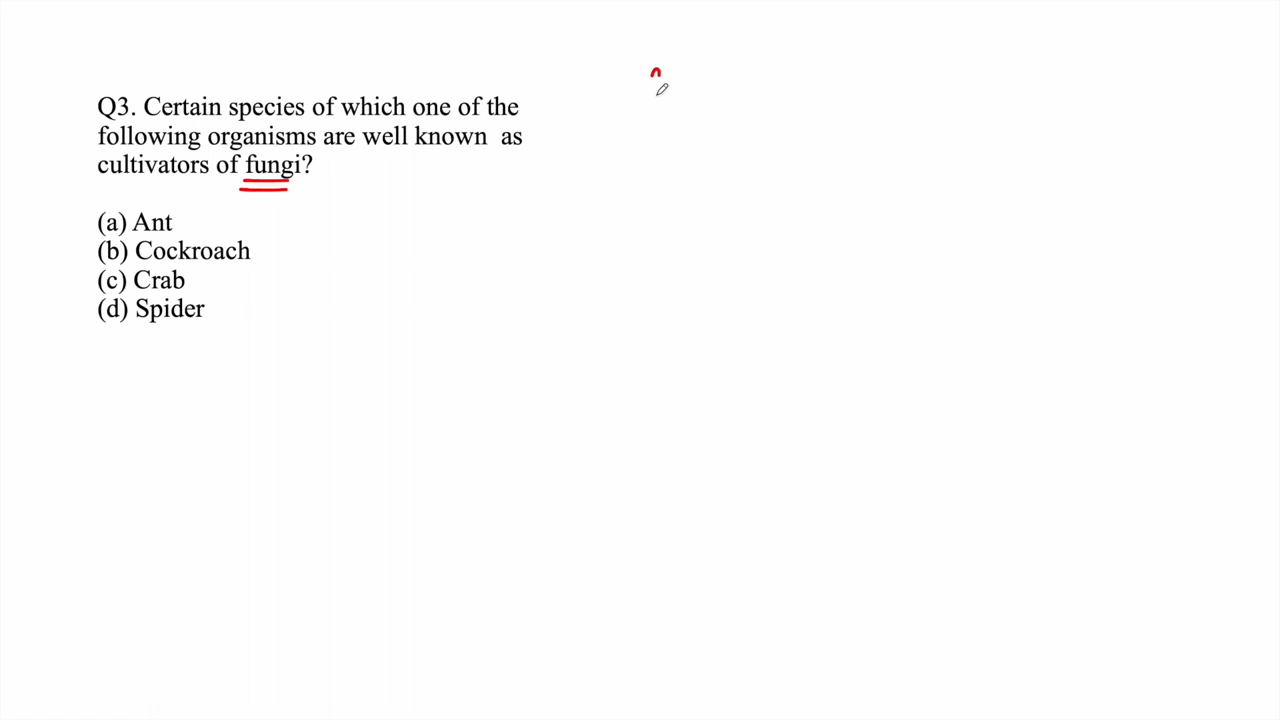 Q3. Certain species of which one of the
following organisms are well known as
cultivators of fungi?
(a) Ant
(b) Cockroach
(c) Crab
(d) Spider